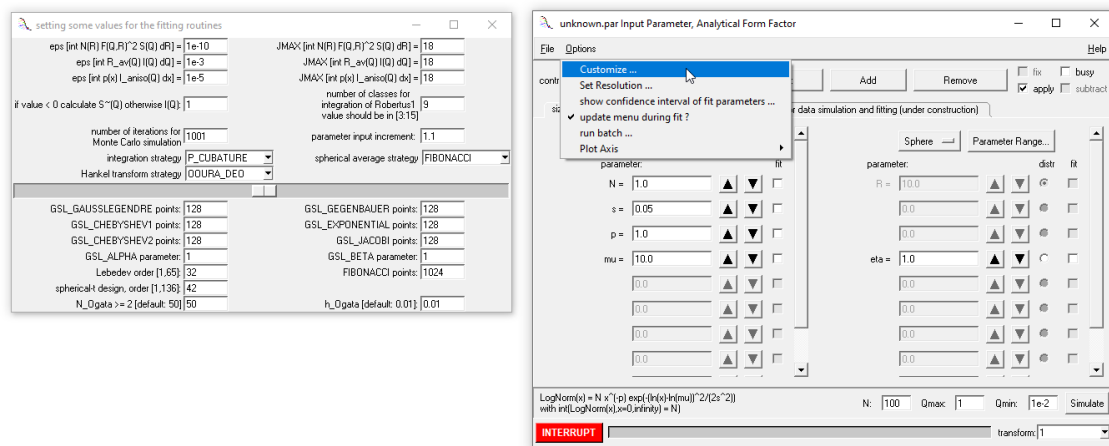 setting some values for the fitting routines
eps [int N(R) F(Q,R)^2 S(Q) dR] = 1e-10
JMAX [int N(R) F(Q,R)^2 S(Q) dR] = 18
eps [int R_av(Q) I(Q) dQ] = 1e-3
JMAX [int R_av(Q) I(Q) dQ] = 18
eps [int p(x) I_aniso(Q) dx] = 1e-5
JMAX [int p(x) I_aniso(Q) dx] = 18
if value < 0 calculate S~(Q) otherwise I(Q): 1
number of classes for
integration of Robertus1 9
value should be in [3:15]
number of iterations for
Monte Carlo simulation 1001
parameter input increment: 1.1
integration strategy P_CUBATURE
spherical average strategy FIBONACCI
Hankel transform strategy OOURA_DEO
GSL_GAUSSLEGENDRE points: 128
GSL_GEGENBAUER points: 128
GSL_CHEBYSHEV1 points: 128
GSL_EXPONENTIAL points: 128
GSL_CHEBYSHEV2 points: 128
GSL_JACOBI points: 128
GSL_ALPHA parameter: 1
GSL_BETA parameter: 1
Lebedev order [1,65]: 32
FIBONACCI points: 1024
spherical-t design, order [1,136]: 42
N_Ogata >= 2 [default: 50] 50
h_Ogata [default: 0.01]: 0.01
unknown.par Input Parameter, Analytical Form Factor
File Options Help
Customize ...
Set Resolution ...
show confidence interval of fit parameters ...
update menu during fit ?
run batch ...
Plot Axis
contr
Add Remove
fix busy
apply subtract
siz
r data simulation and fitting (under construction)
Sphere Parameter Range...
parameter: fit
parameter: distr fit
N = 1.0
R = 10.0
s = 0.05
0.0
p = 1.0
0.0
mu = 10.0
eta = 1.0
0.0
0.0
0.0
0.0
0.0
0.0
0.0
0.0
LogNorm(x) = N x^(-p) exp(-(ln(x)-ln(mu))^2/(2s^2))
with int(LogNorm(x),x=0,infinity) = N)
N: 100 Qmax: 1 Qmin: 1e-2 Simulate
INTERRUPT
transform: 1